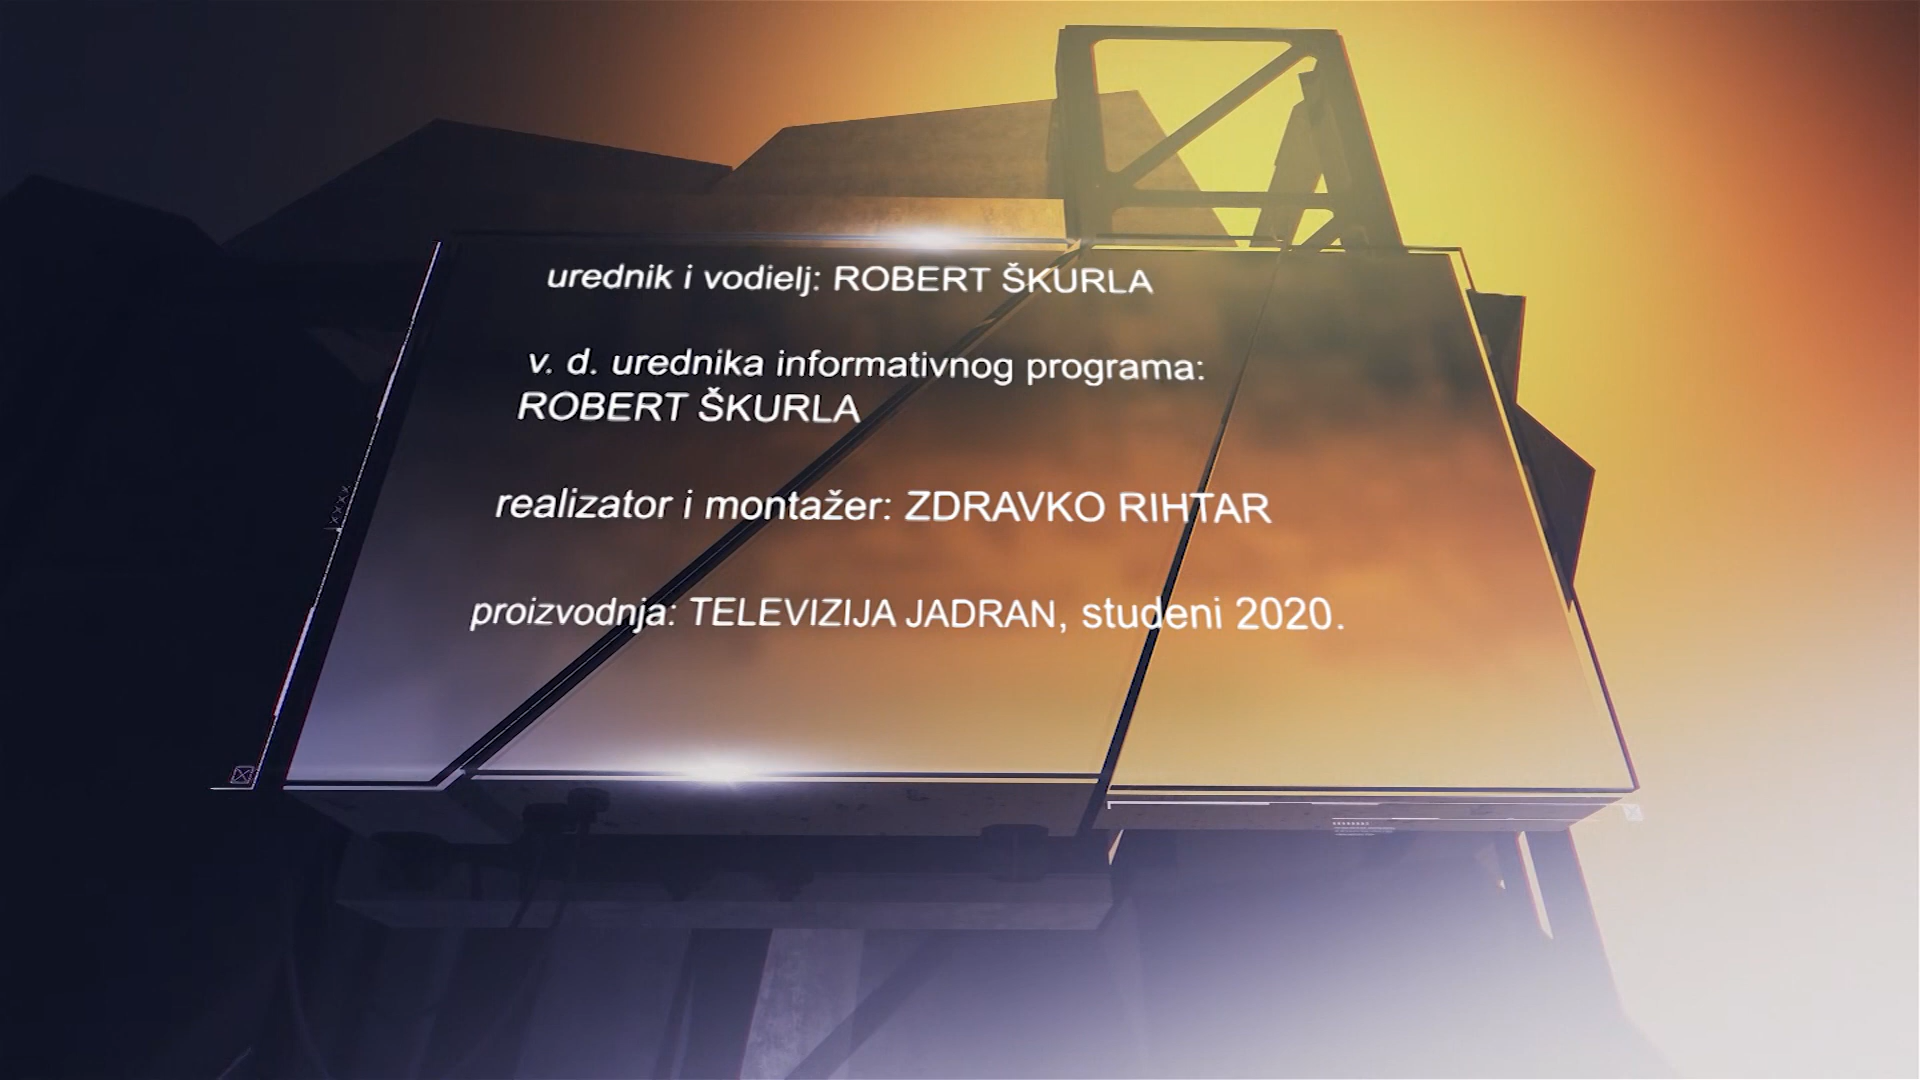 urednik i vodielj: ROBERT ŠKURLA
v. d. urednika informativnog programa:
ROBERT ŠKURLA
realizator i montažer: ZDRAVKO RIHTAR
proizvodnja: TELEVIZIJA JADRAN, studeni 2020.